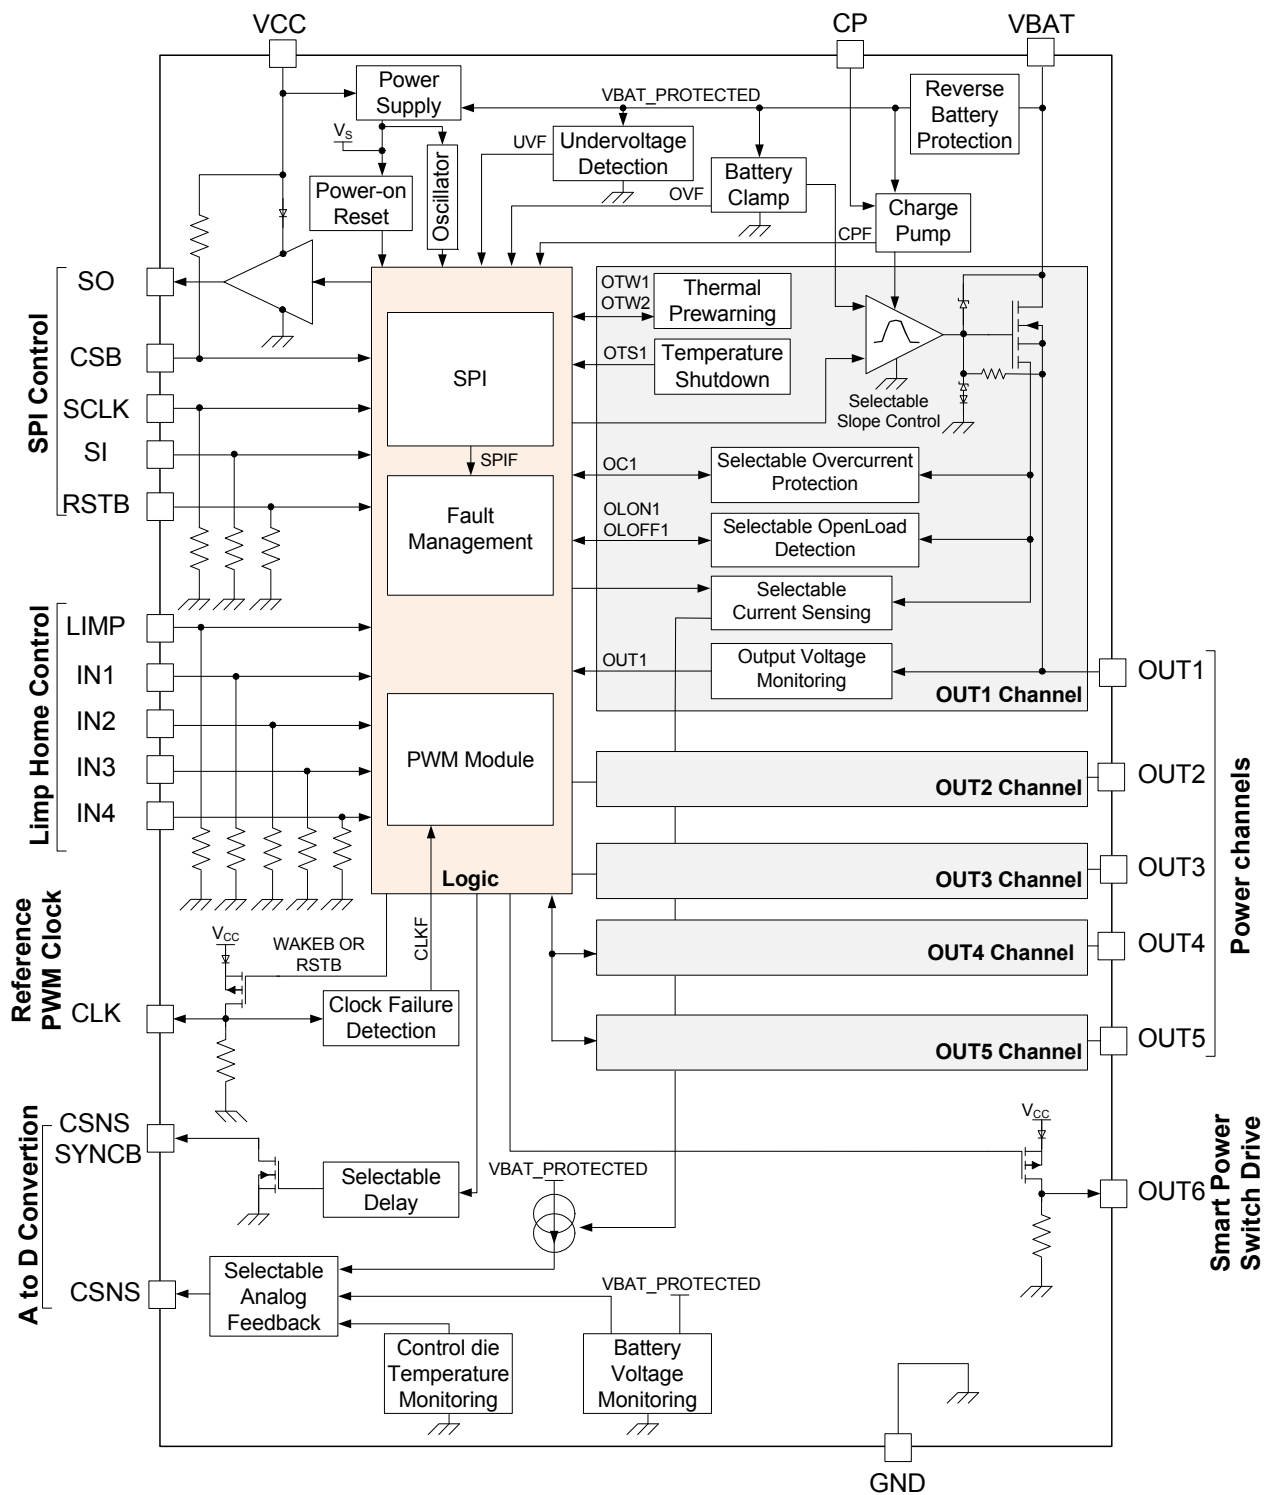 VCC
CP
VBAT
Power
Supply
VBAT_PROTECTED
Reverse
Battery
Protection
VS
UVF
Undervoltage
Detection
Oscillator
Power-on
Reset
Battery
Clamp
OVF
Charge
Pump
CPF
SPI Control
SO
CSB
SCLK
SI
RSTB
SPI
SPIF
Fault
Management
PWM Module
Logic
OTW1
OTW2
Thermal
Prewarning
OTS1
Temperature
Shutdown
Selectable
Slope Control
OC1
Selectable Overcurrent
Protection
OLON1
OLOFF1
Selectable OpenLoad
Detection
Selectable
Current Sensing
OUT1
Output Voltage
Monitoring
OUT1 Channel
OUT2 Channel
OUT3 Channel
OUT4 Channel
OUT5 Channel
OUT1
OUT2
OUT3
OUT4
OUT5
Power channels
Limp Home Control
LIMP
IN1
IN2
IN3
IN4
Reference
PWM Clock
VCC
WAKEB OR
RSTB
CLKF
CLK
Clock Failure
Detection
A to D Convertion
CSNS
SYNCB
Selectable
Delay
VBAT_PROTECTED
VCC
OUT6
Smart Power
Switch Drive
CSNS
Selectable
Analog
Feedback
VBAT_PROTECTED
Control die
Temperature
Monitoring
Battery
Voltage
Monitoring
GND